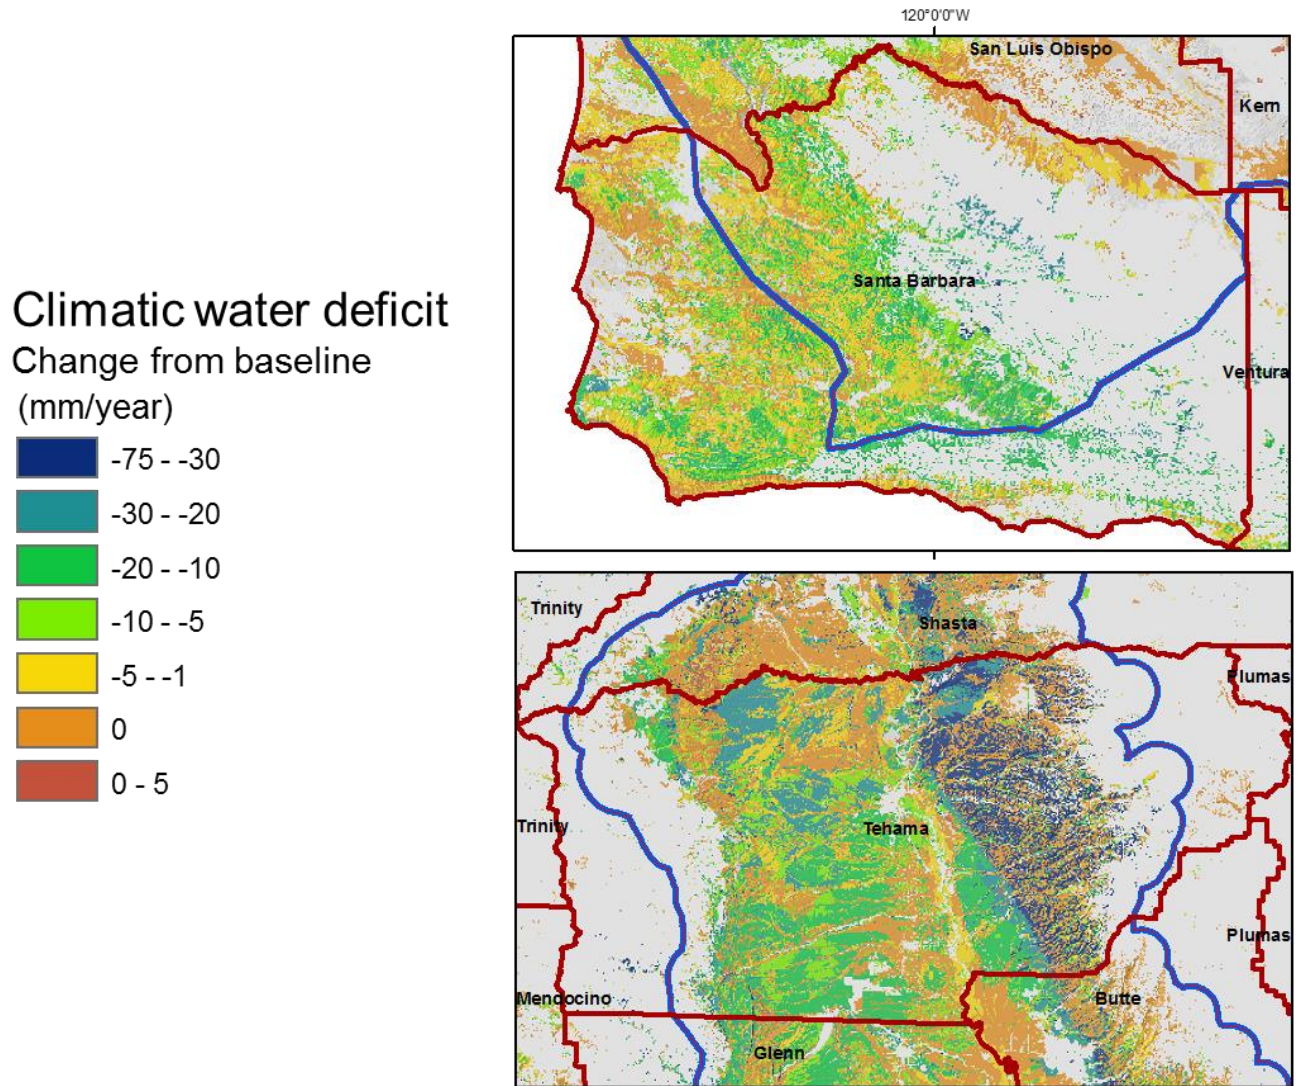 120°0'0"W
San Luis Obispo
Kern
Santa Barbara
Ventura
Climatic water deficit
Change from baseline
(mm/year)
-75 - -30
-30 - -20
-20 - -10
-10 - -5
-5 - -1
0
0 - 5
Trinity
Shasta
Plumas
Trinity
Tehama
Plumas
Mendocino
Butte
Glenn